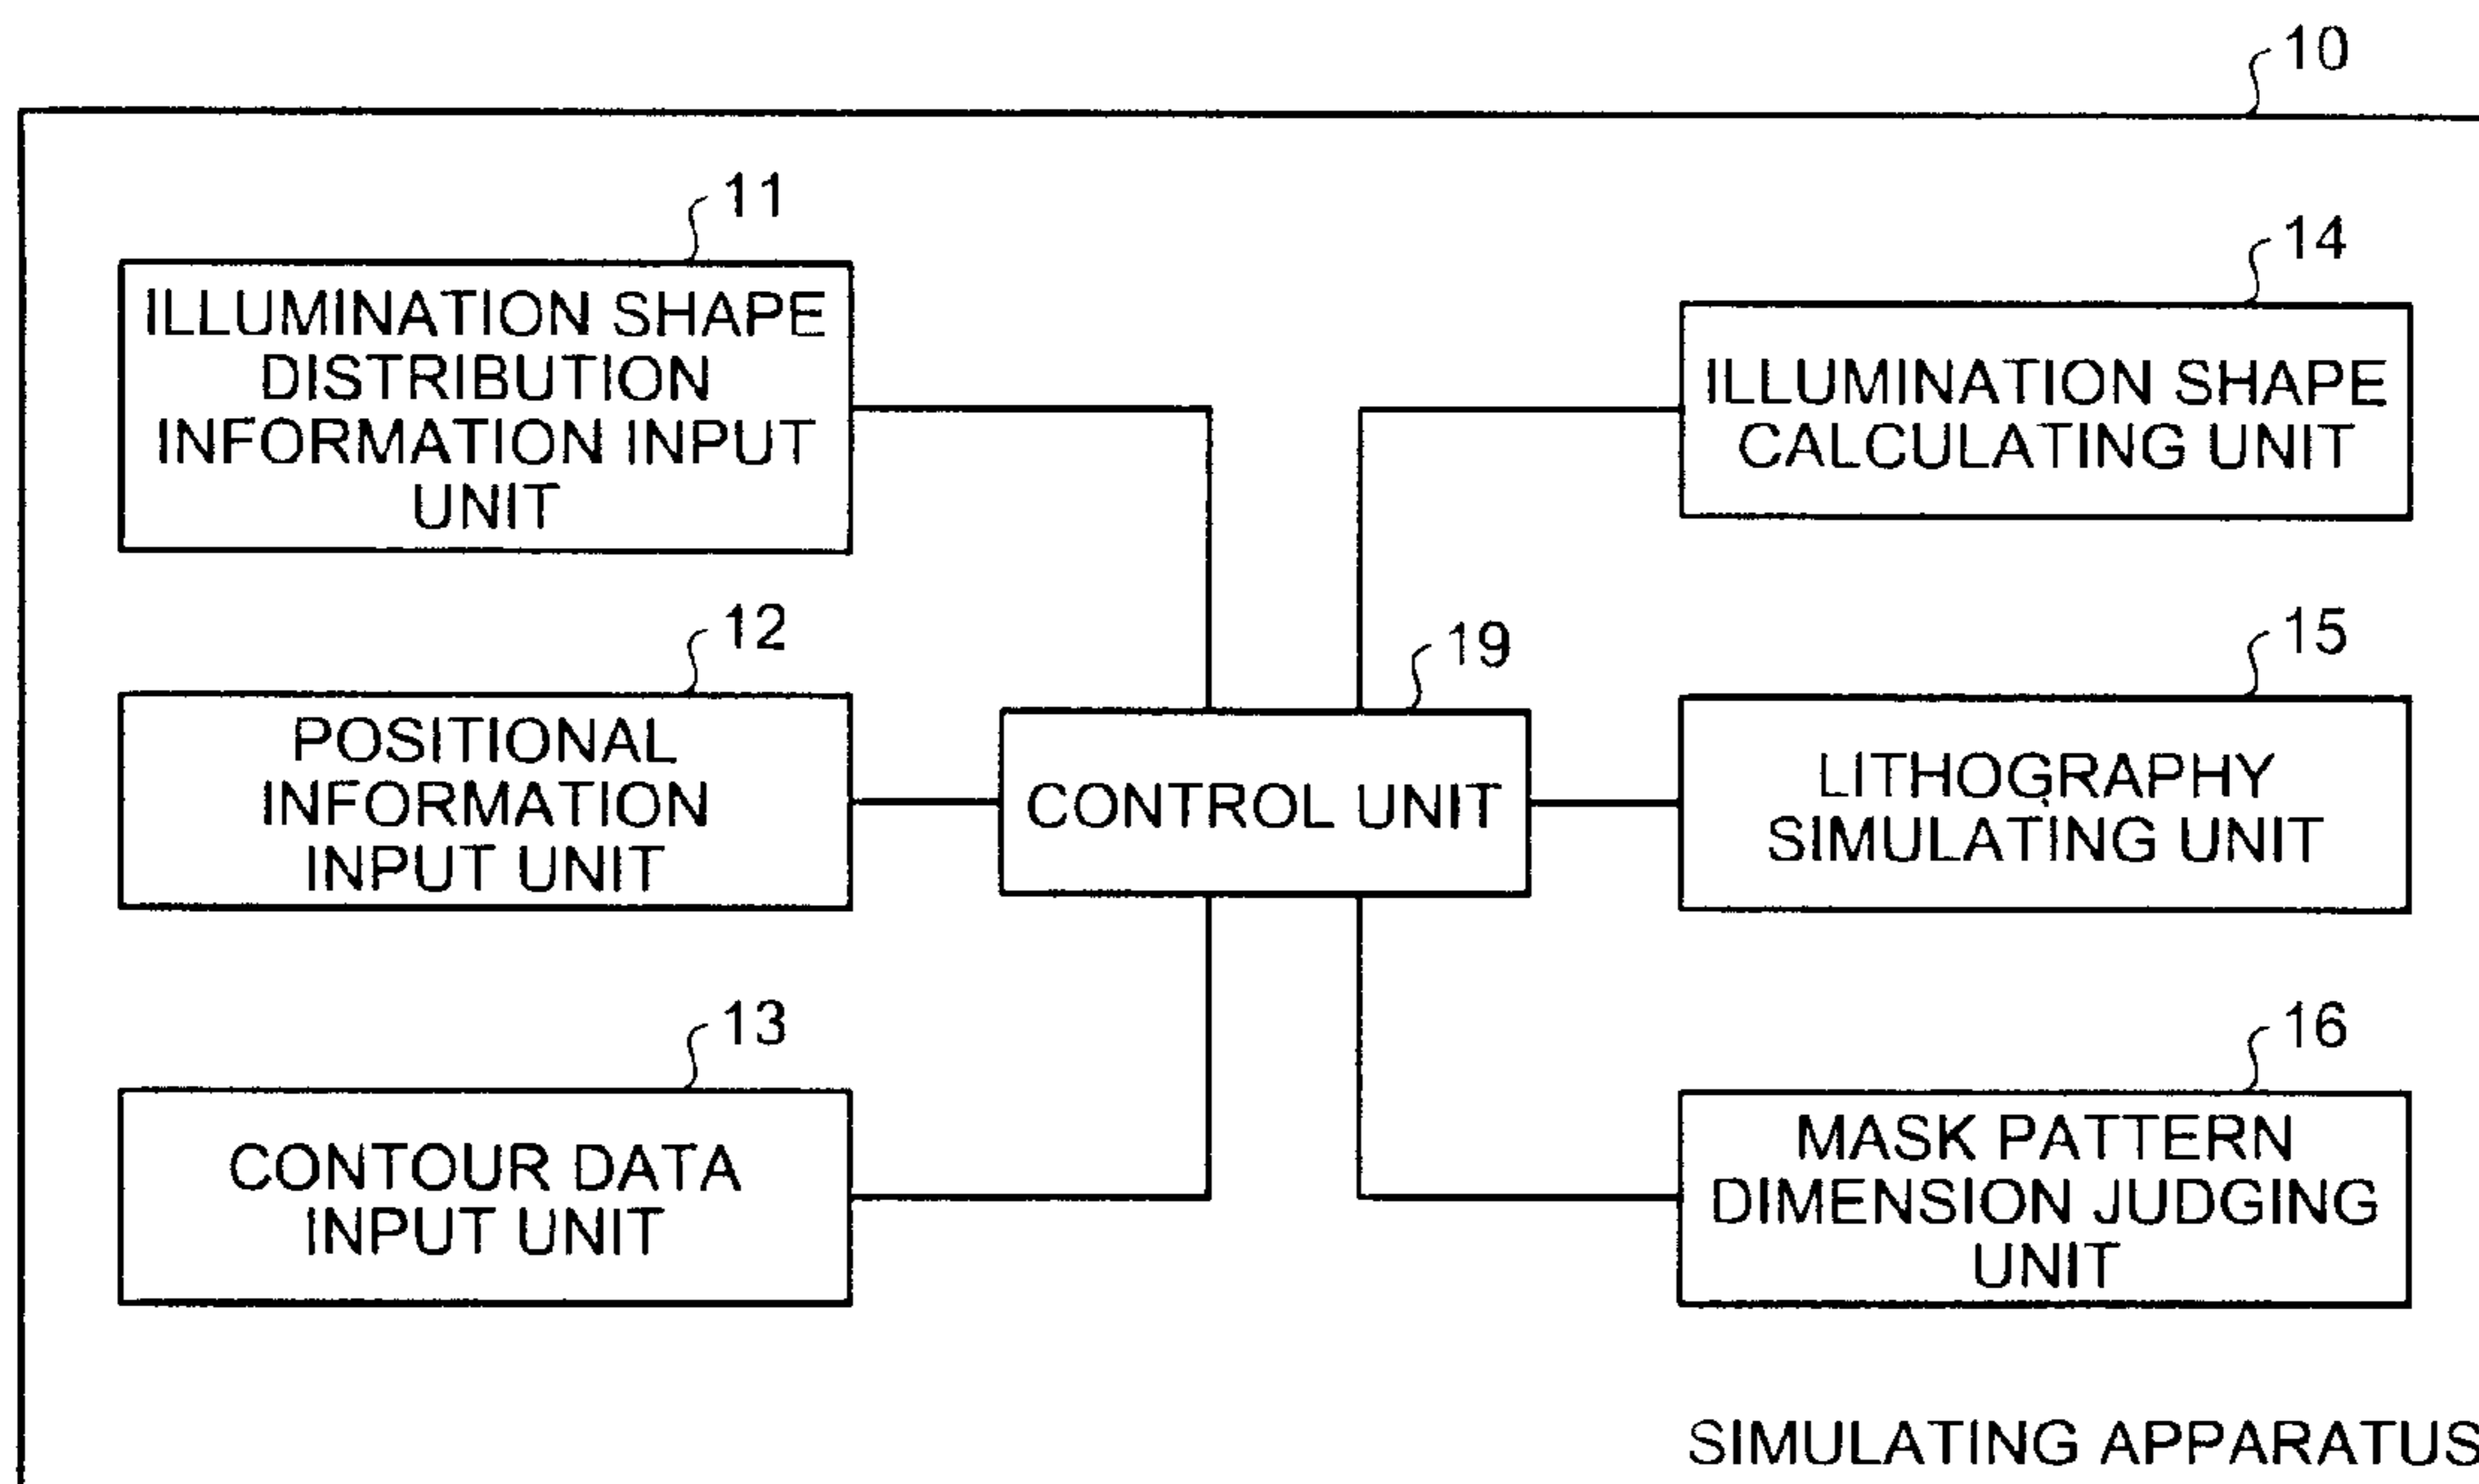 10
11
ILLUMINATION SHAPE
DISTRIBUTION
INFORMATION INPUT
UNIT
14
ILLUMINATION SHAPE
CALCULATING UNIT
12
POSITIONAL
INFORMATION
INPUT UNIT
19
CONTROL UNIT
15
LITHOGRAPHY
SIMULATING UNIT
13
CONTOUR DATA
INPUT UNIT
16
MASK PATTERN
DIMENSION JUDGING
UNIT
SIMULATING APPARATUS